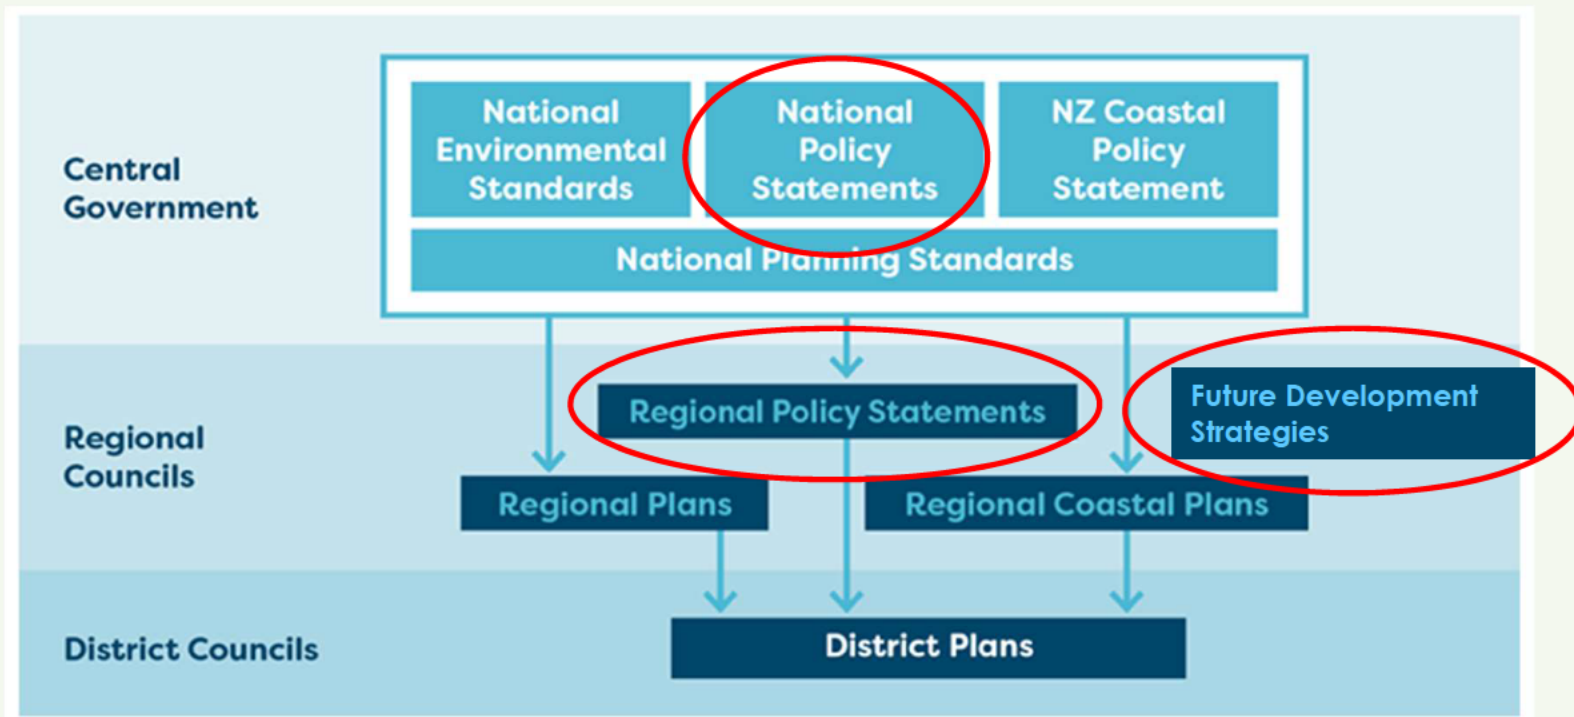 Central
Government
National
Environmental
Standards
National
Policy
Statements
NZ Coastal
Policy
Statement
National Planning Standards
Regional
Councils
Regional Policy Statements
Future Development
Strategies
Regional Plans
Regional Coastal Plans
District Councils
District Plans